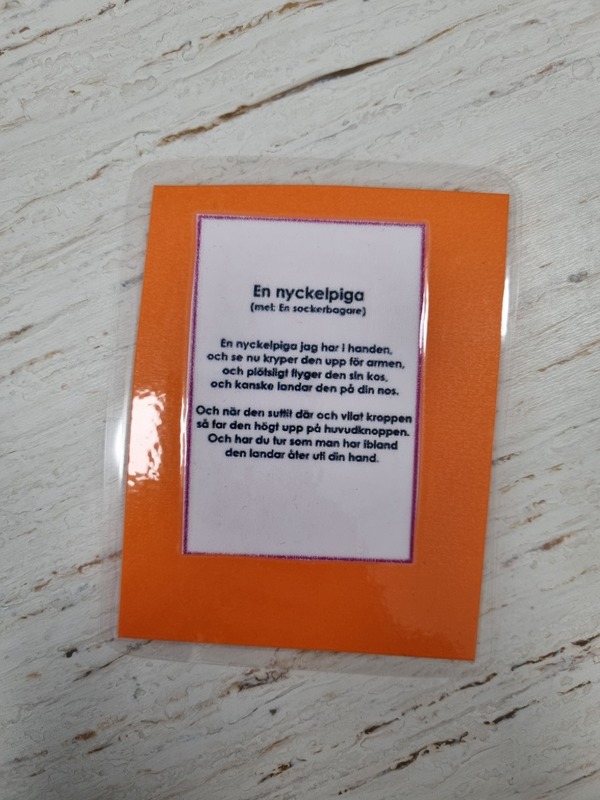 En nyckelpiga
(mel: En sockerbagare)
En nyckelpiga jag har i handen,
och se nu kryper den upp för armen,
och plötsligt flyger den sin kos,
och kanske landar den på din nos.
Och när den suttit där och vilat kroppen
så far den högt upp på huvudknoppen.
Och har du tur som man har ibland
den landar åter uti din hand.